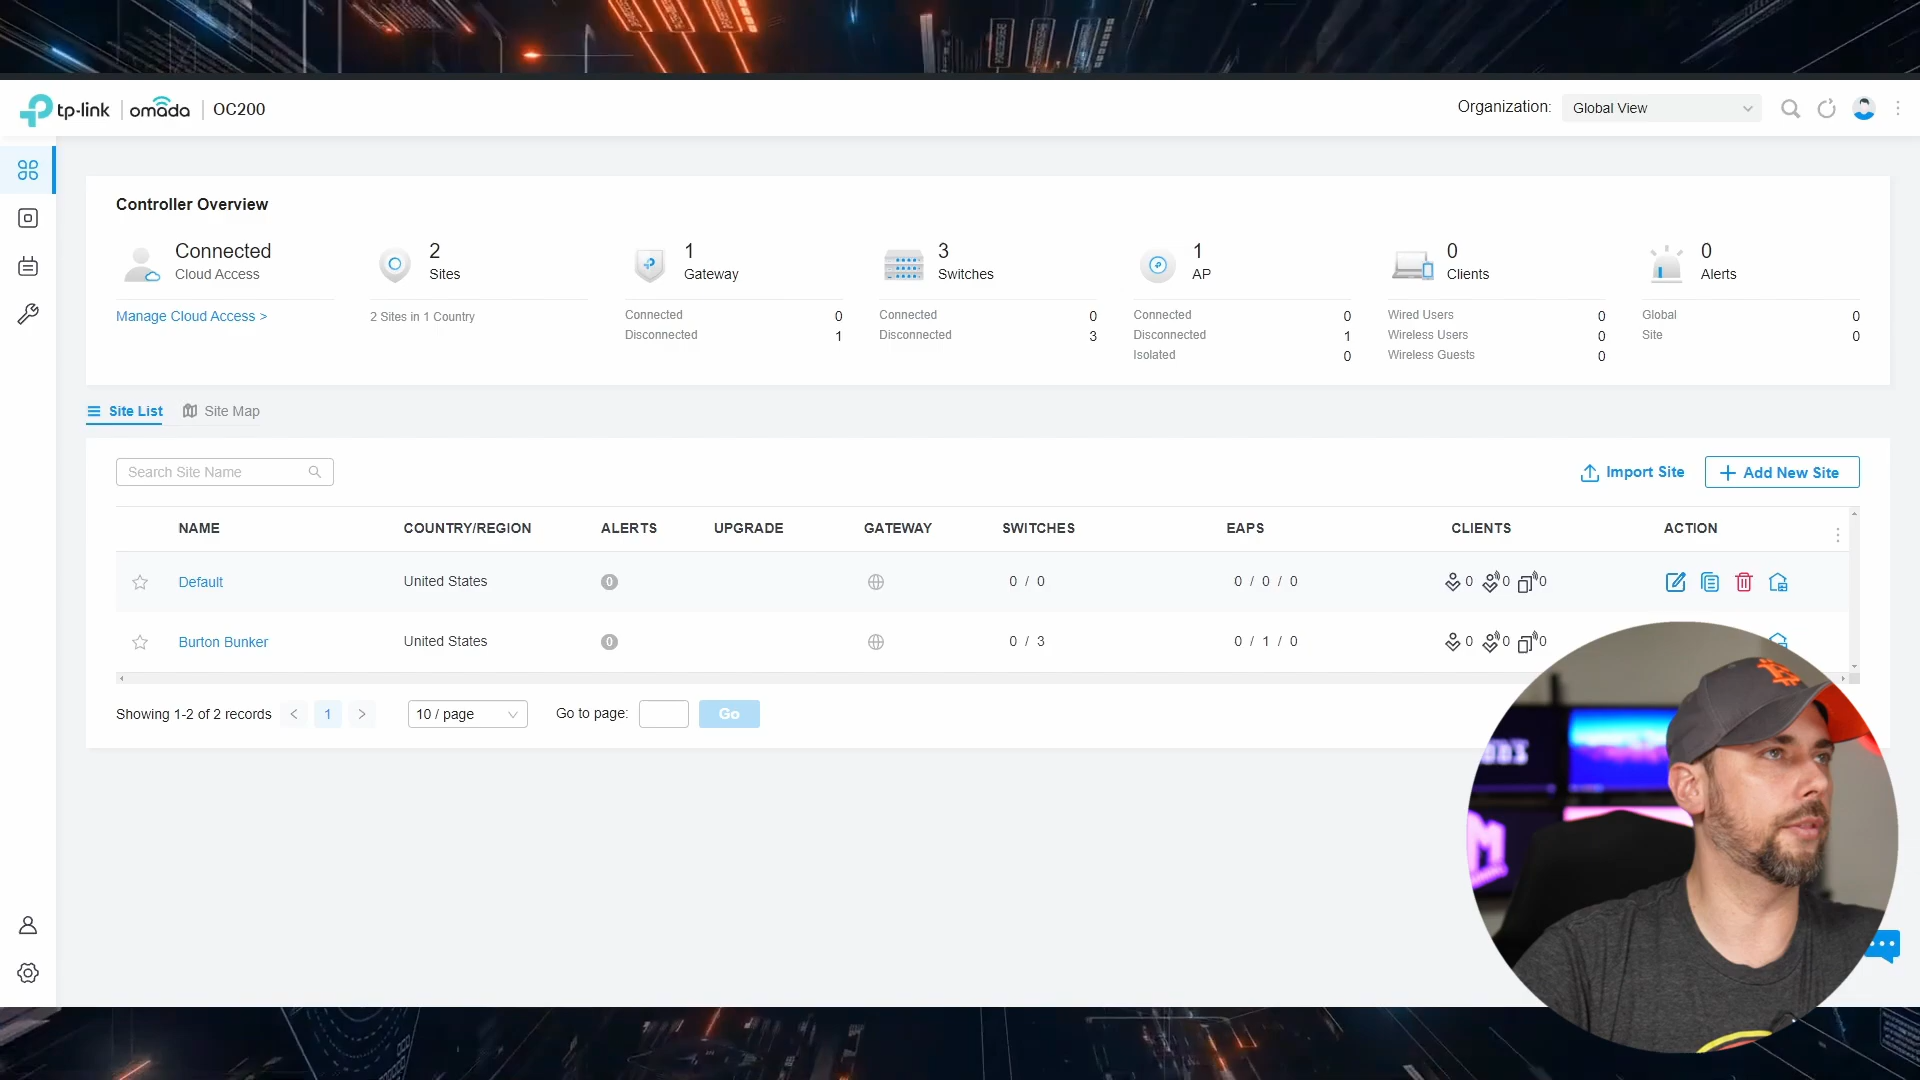 tp-link | omada | OC200
Organization: Global View
Controller Overview
Connected
Cloud Access
Manage Cloud Access >
2
Sites
2 Sites in 1 Country
1
Gateway
Connected 0
Disconnected 1
3
Switches
Connected 0
Disconnected 3
1
AP
Connected 0
Disconnected 1
Isolated 0
0
Clients
Wired Users 0
Wireless Users 0
Wireless Guests 0
0
Alerts
Global 0
Site 0
Site List Site Map
Search Site Name Import Site Add New Site
NAME COUNTRY/REGION ALERTS UPGRADE GATEWAY SWITCHES EAPS CLIENTS ACTION
Default United States 0 0 / 0 0 / 0 / 0 0 0 0
Burton Bunker United States 0 0 / 3 0 / 1 / 0 0 0 0
Showing 1-2 of 2 records < 1 > 10 / page Go to page: Go